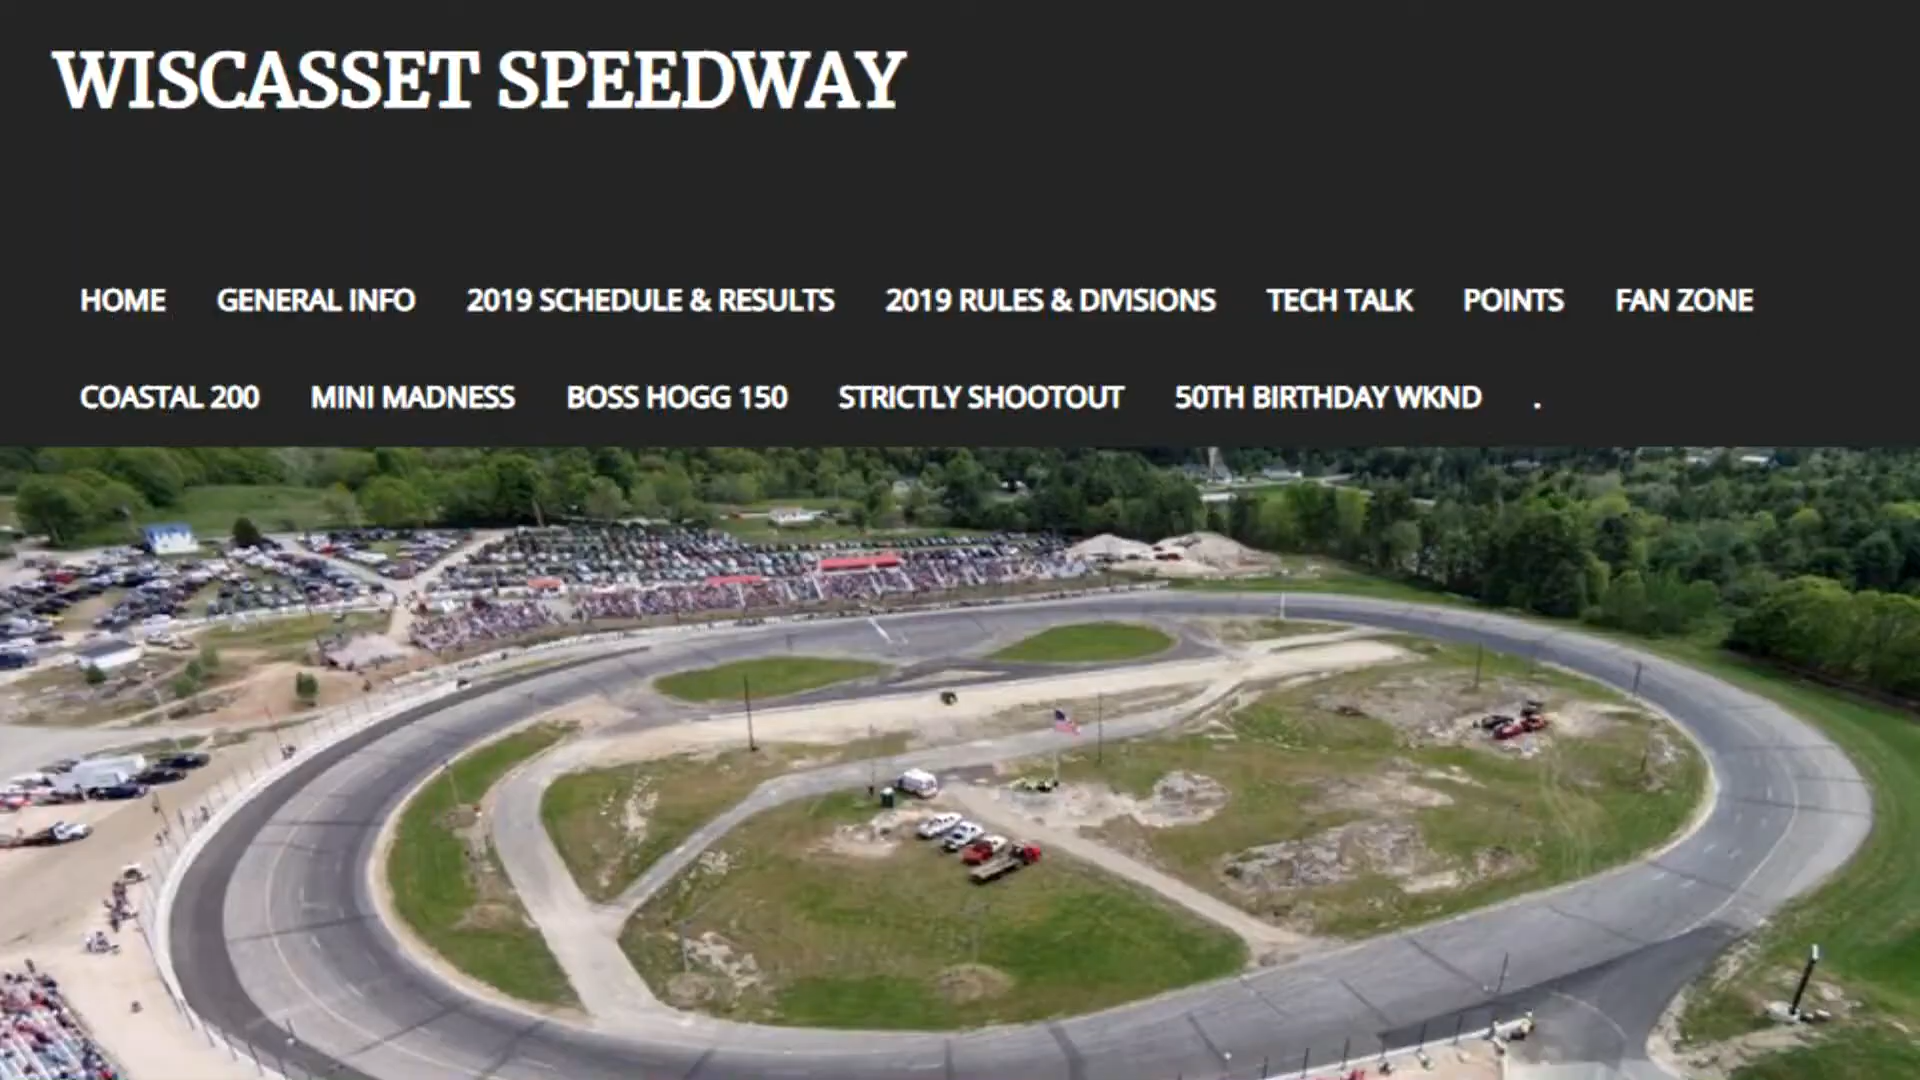 WISCASSET SPEEDWAY
HOME GENERAL INFO 2019 SCHEDULE & RESULTS 2019 RULES & DIVISIONS TECH TALK POINTS FAN ZONE
COASTAL 200 MINI MADNESS BOSS HOGG 150 STRICTLY SHOOTOUT 50TH BIRTHDAY WKND .